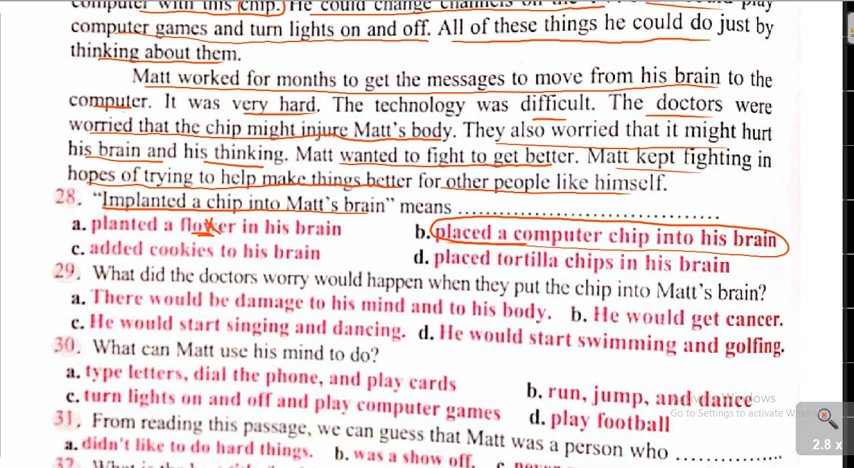 computer with this chip. He could change channels on the play
computer games and turn lights on and off. All of these things he could do just by
thinking about them.
Matt worked for months to get the messages to move from his brain to the
computer. It was very hard. The technology was difficult. The doctors were
worried that the chip might injure Matt's body. They also worried that it might hurt
his brain and his thinking. Matt wanted to fight to get better. Matt kept fighting in
hopes of trying to help make things better for other people like himself.
28. "Implanted a chip into Matt's brain" means ..............................
a. planted a flower in his brain b. placed a computer chip into his brain
c. added cookies to his brain d. placed tortilla chips in his brain
29. What did the doctors worry would happen when they put the chip into Matt's brain?
a. There would be damage to his mind and to his body. b. He would get cancer.
c. He would start singing and dancing. d. He would start swimming and golfing.
30. What can Matt use his mind to do?
a. type letters, dial the phone, and play cards b. run, jump, and dance
c. turn lights on and off and play computer games d. play football
Activate Windows
Go to Settings to activate Windows
31. From reading this passage, we can guess that Matt was a person who ...............
a. didn't like to do hard things. b. was a show off. c. never
32. What
2.8 x